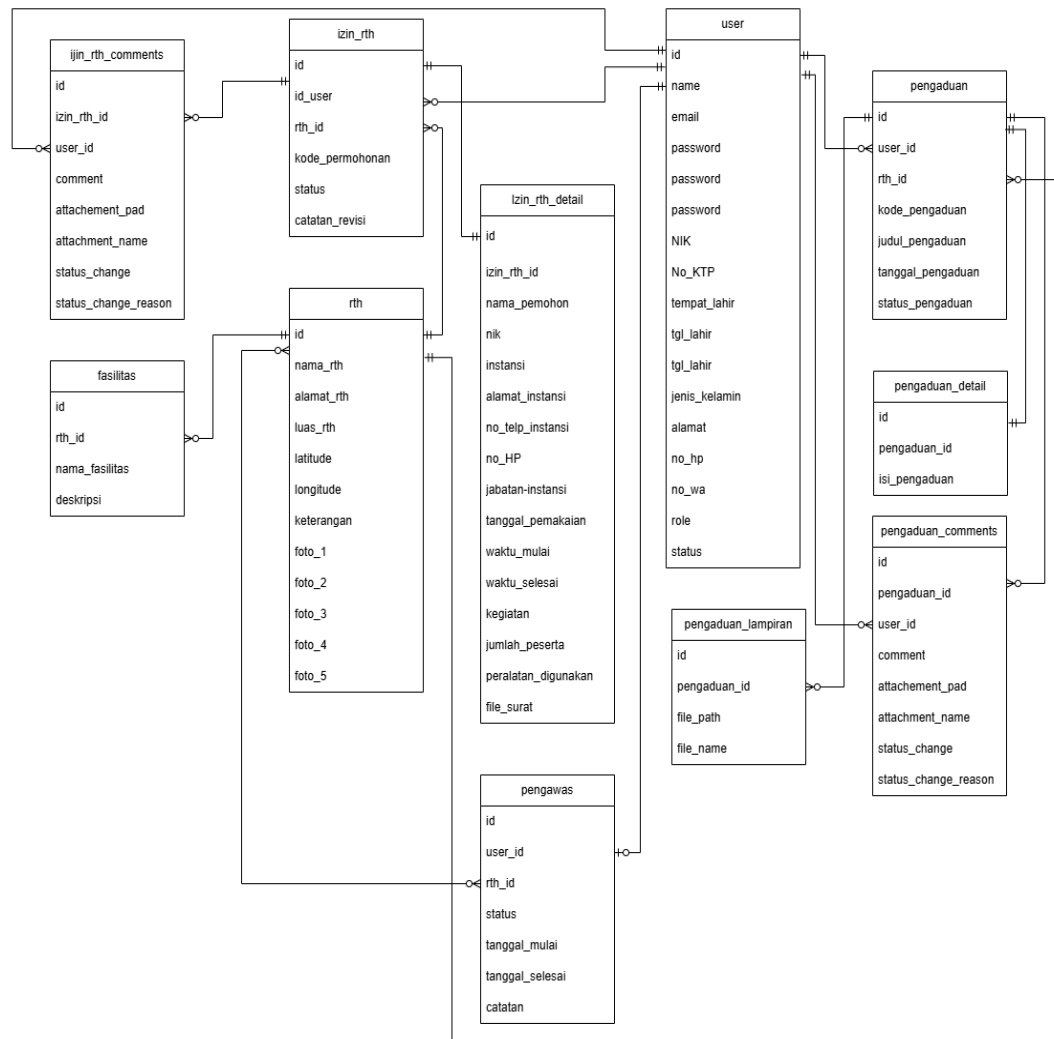 ijin_rth_comments
id
izin_rth_id
user_id
comment
attachement_pad
attachment_name
status_change
status_change_reason
izin_rth
id
id_user
rth_id
kode_permohonan
status
catatan_revisi
user
id
name
email
password
password
password
NIK
No_KTP
tempat_lahir
tgl_lahir
tgl_lahir
jenis_kelamin
alamat
no_hp
no_wa
role
status
pengaduan
id
user_id
rth_id
kode_pengaduan
judul_pengaduan
tanggal_pengaduan
status_pengaduan
Izin_rth_detail
id
izin_rth_id
nama_pemohon
nik
instansi
alamat_instansi
no_telp_instansi
no_HP
jabatan-instansi
tanggal_pemakaian
waktu_mulai
waktu_selesai
kegiatan
jumlah_peserta
peralatan_digunakan
file_surat
rth
id
nama_rth
alamat_rth
luas_rth
latitude
longitude
keterangan
foto_1
foto_2
foto_3
foto_4
foto_5
fasilitas
id
rth_id
nama_fasilitas
deskripsi
pengaduan_detail
id
pengaduan_id
isi_pengaduan
pengaduan_comments
id
pengaduan_id
user_id
comment
attachement_pad
attachment_name
status_change
status_change_reason
pengaduan_lampiran
id
pengaduan_id
file_path
file_name
pengawas
id
user_id
rth_id
status
tanggal_mulai
tanggal_selesai
catatan